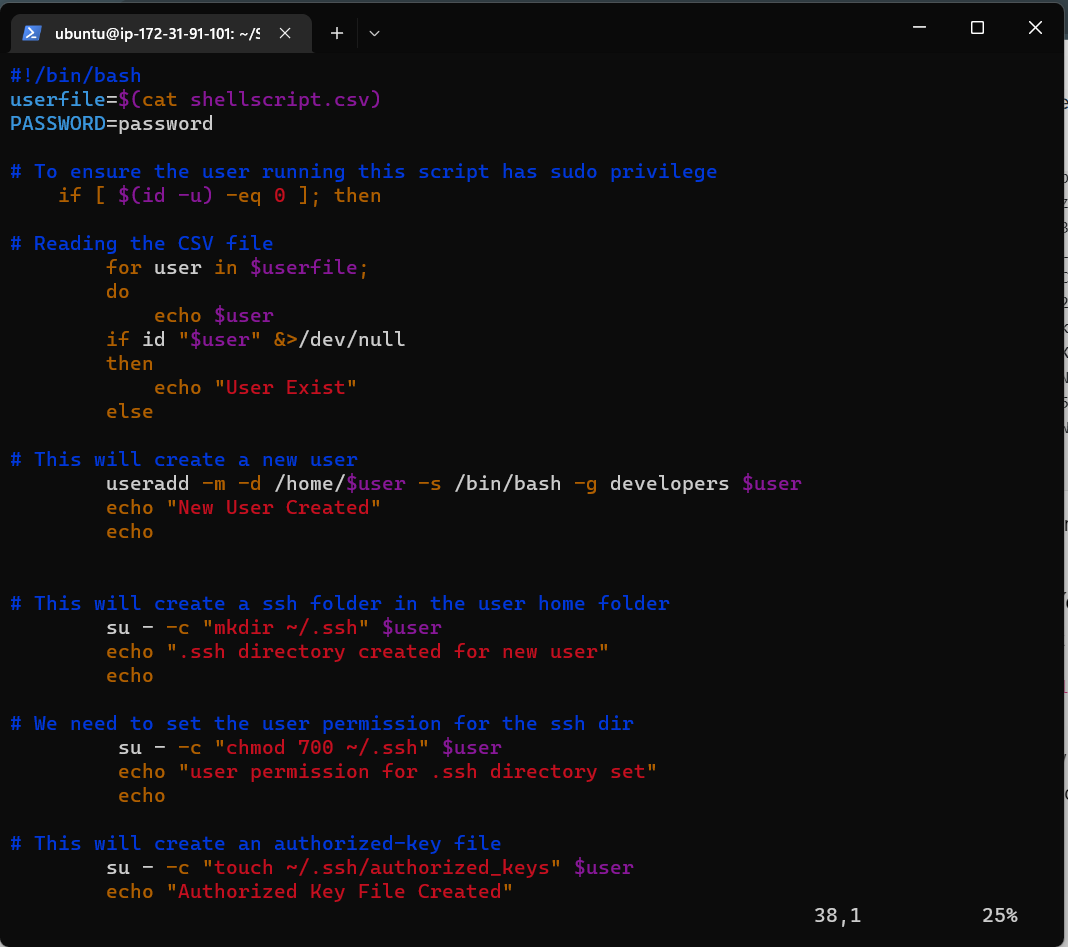 ubuntu@ip-172-31-91-101: ~/S
#!/bin/bash
userfile=$(cat shellscript.csv)
PASSWORD=password
# To ensure the user running this script has sudo privilege
if [ $(id -u) -eq 0 ]; then
# Reading the CSV file
for user in $userfile;
do
echo $user
if id "$user" &>/dev/null
then
echo "User Exist"
else
# This will create a new user
useradd -m -d /home/$user -s /bin/bash -g developers $user
echo "New User Created"
echo
# This will create a ssh folder in the user home folder
su - -c "mkdir ~/.ssh" $user
echo ".ssh directory created for new user"
echo
# We need to set the user permission for the ssh dir
su - -c "chmod 700 ~/.ssh" $user
echo "user permission for .ssh directory set"
echo
# This will create an authorized-key file
su - -c "touch ~/.ssh/authorized_keys" $user
echo "Authorized Key File Created"
38,1 25%